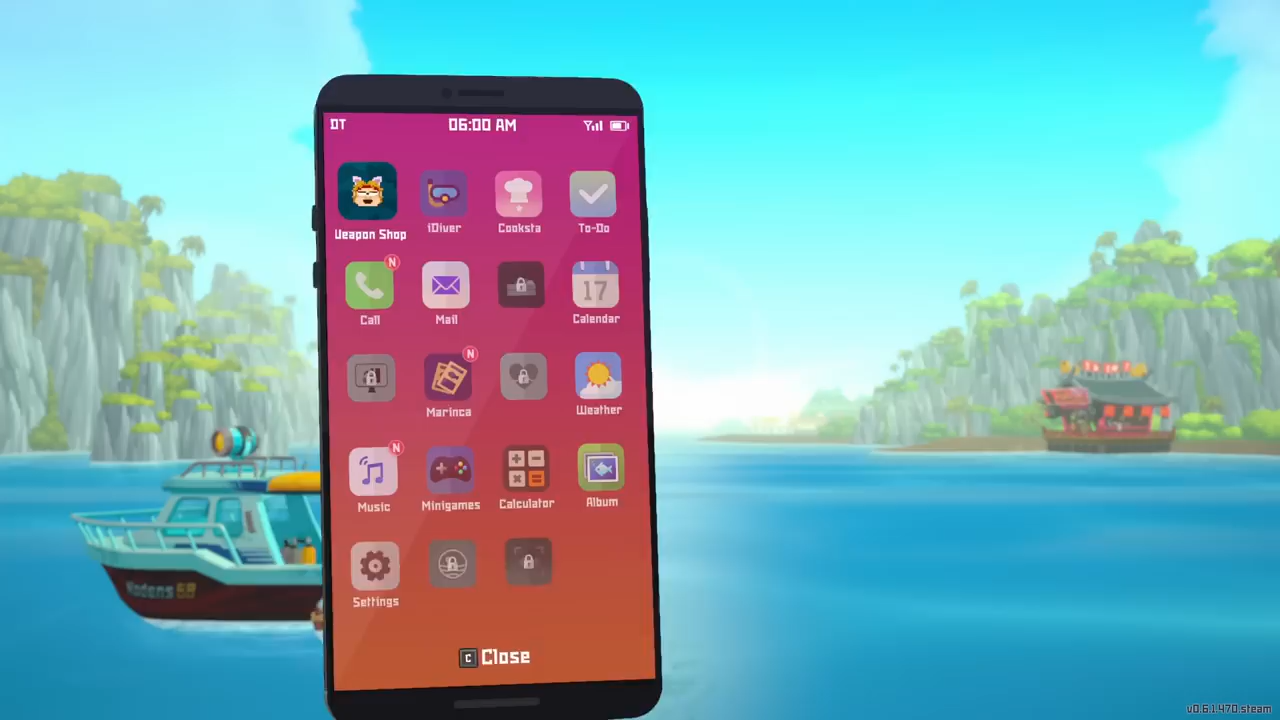 DT
06:00 AM
Weapon Shop
iDiver
Cooksta
To-Do
N
Call
Mail
17
Calendar
N
Marinca
Weather
N
Music
Minigames
Calculator
Album
Settings
C Close
v0.6.1.470.steam